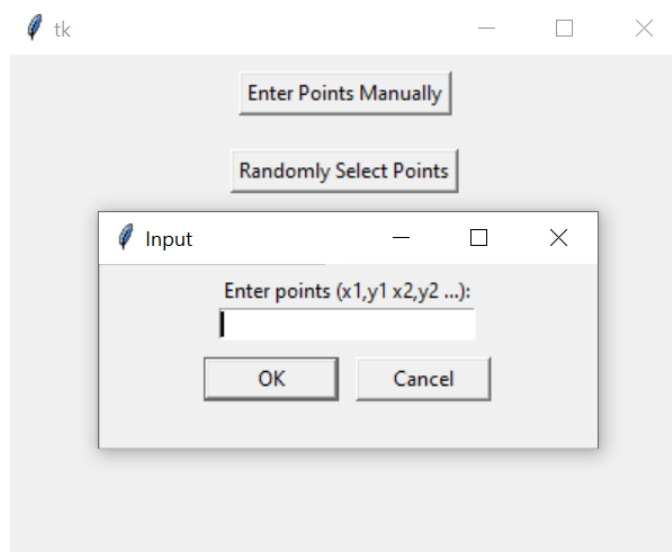 tk
Enter Points Manually
Randomly Select Points
Input
Enter points (x1,y1 x2,y2 ...):
OK Cancel